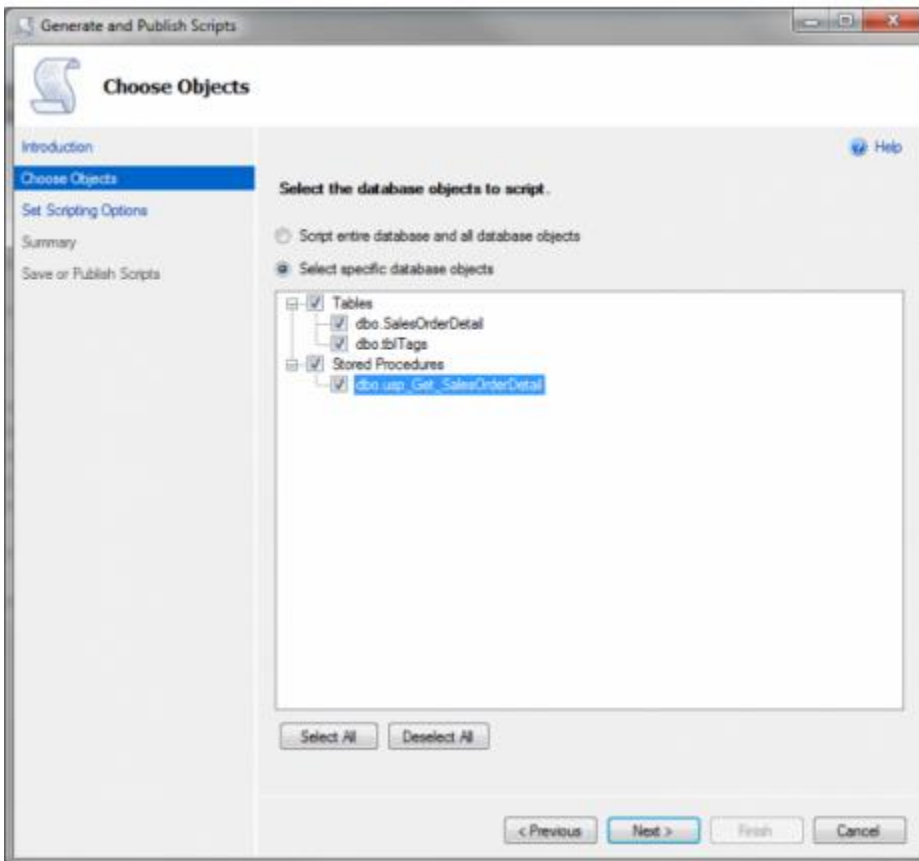 Generate and Publish Scripts
Choose Objects
Introduction
Help
Choose Objects
Select the database objects to script.
Set Scripting Options
Script entire database and all database objects
Summary
Select specific database objects
Save or Publish Scripts
Tables
dbo.SalesOrderDetail
dbo.tblTags
Stored Procedures
dbo.usp_Get_SalesOrderDetail
Select All Deselect All
< Previous Next > Finish Cancel